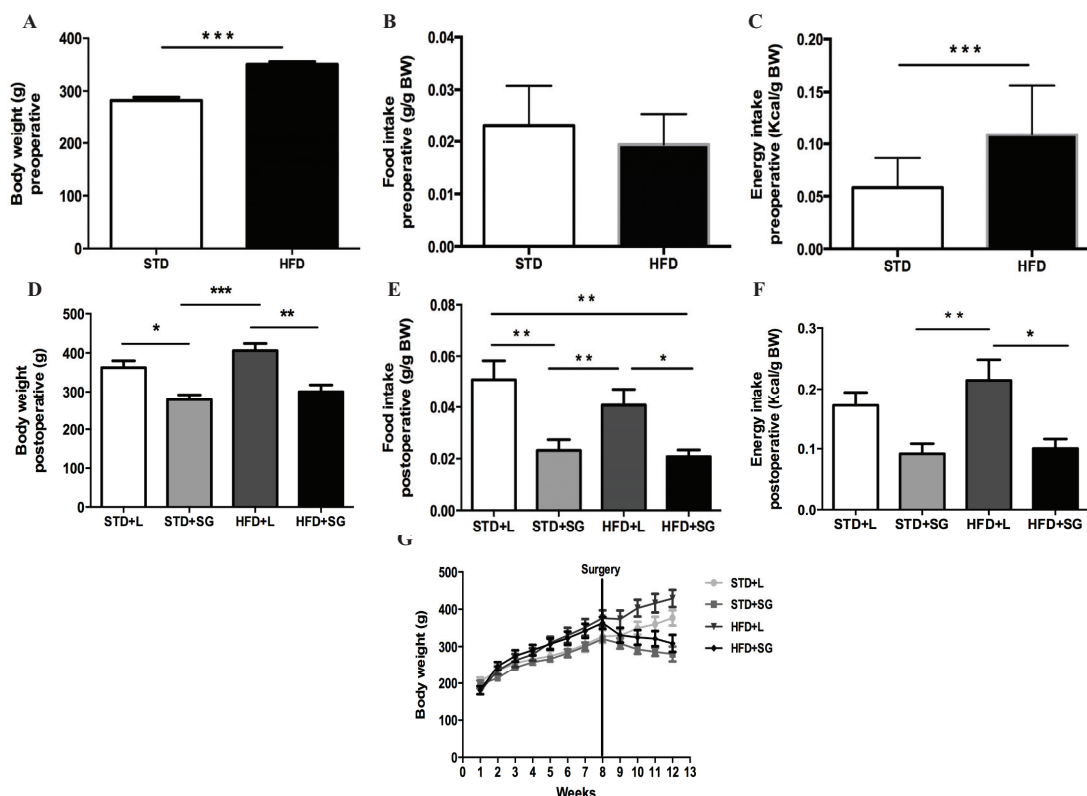 A
Body weight (g)
preoperative
400
300
200
100
0
***
STD
HFD
B
Food intake
preoperative (g/g BW)
0.04
0.03
0.02
0.01
0.00
STD
HFD
C
Energy intake
preoperative (Kcal/g BW)
0.20
0.15
0.10
0.05
0.00
***
STD
HFD
D
Body weight
postoperative (g)
500
400
300
200
100
0
*
***
**
STD+L
STD+SG
HFD+L
HFD+SG
E
Food intake
postoperative (g/g BW)
0.08
0.06
0.04
0.02
0.00
**
**
**
*
STD+L
STD+SG
HFD+L
HFD+SG
F
Energy intake
postoperative (Kcal/g BW)
0.3
0.2
0.1
0.0
**
*
STD+L
STD+SG
HFD+L
HFD+SG
G
Body weight (g)
500
400
300
200
100
0
Surgery
0 1 2 3 4 5 6 7 8 9 10 11 12 13
Weeks
STD+L
STD+SG
HFD+L
HFD+SG